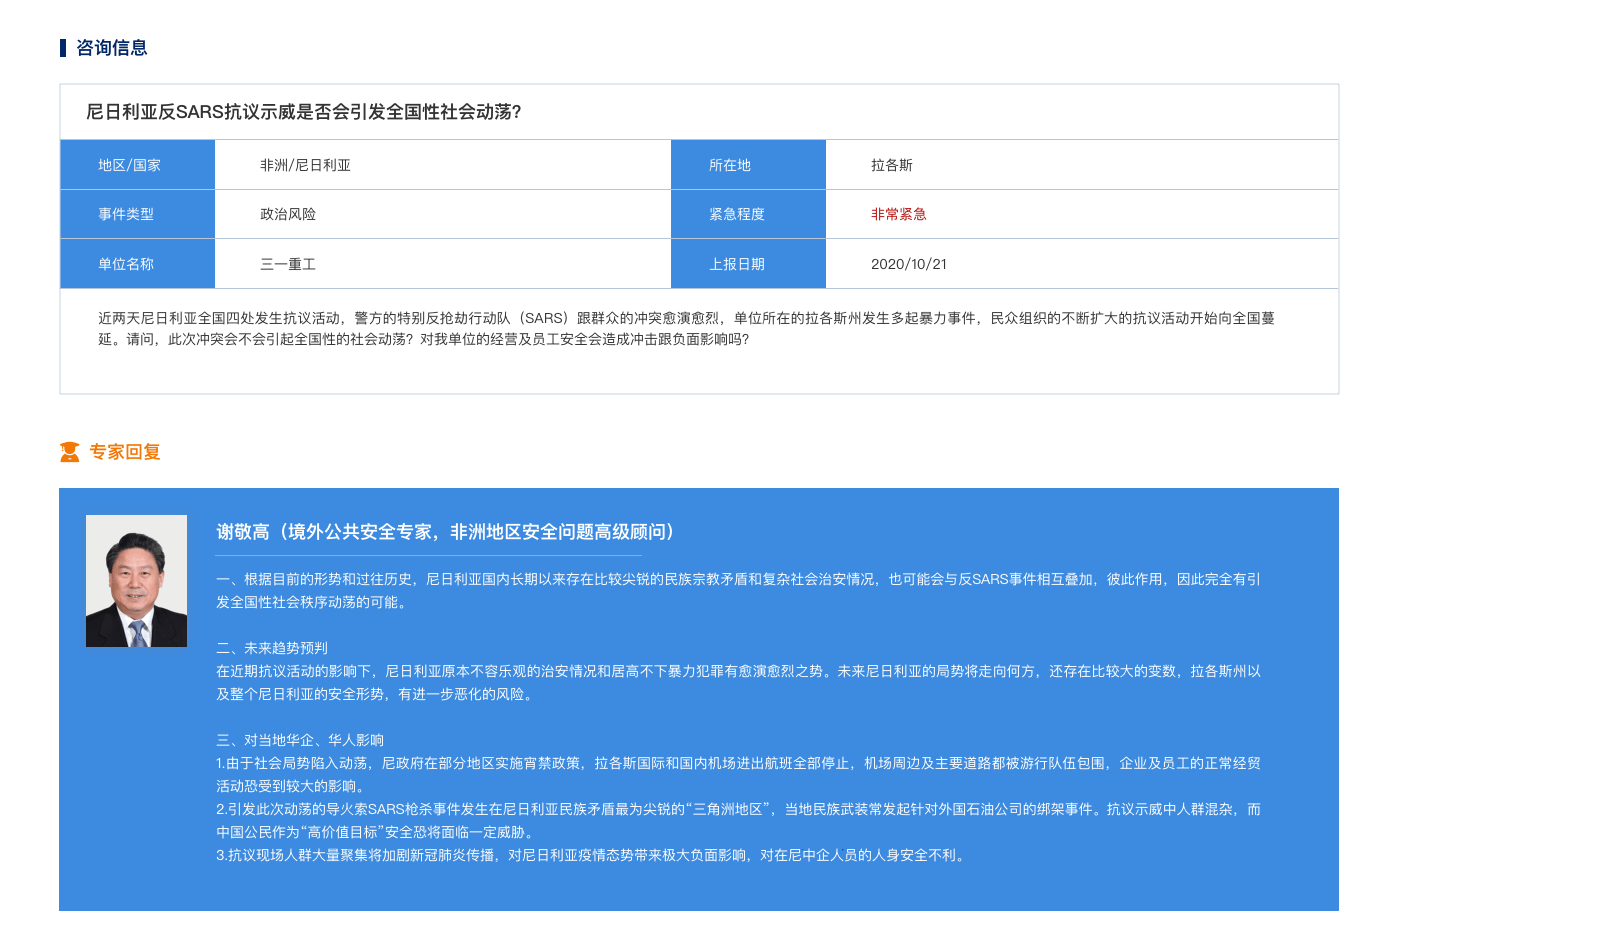 咨询信息
尼日利亚反SARS抗议示威是否会引发全国性社会动荡?
地区/国家 非洲/尼日利亚 所在地 拉各斯
事件类型 政治风险 紧急程度 非常紧急
单位名称 三一重工 上报日期 2020/10/21
近两天尼日利亚全国四处发生抗议活动，警方的特别反抢劫行动队（SARS）跟群众的冲突愈演愈烈，单位所在的拉各斯州发生多起暴力事件，民众组织的不断扩大的抗议活动开始向全国蔓
延。请问，此次冲突会不会引起全国性的社会动荡？对我单位的经营及员工安全会造成冲击跟负面影响吗?
专家回复
谢敬高（境外公共安全专家，非洲地区安全问题高级顾问）
一、根据目前的形势和过往历史，尼日利亚国内长期以来存在比较尖锐的民族宗教矛盾和复杂社会治安情况，也可能会与反SARS事件相互叠加，彼此作用，因此完全有引
发全国性社会秩序动荡的可能。
二、未来趋势预判
在近期抗议活动的影响下，尼日利亚原本不容乐观的治安情况和居高不下暴力犯罪有愈演愈烈之势。未来尼日利亚的局势将走向何方，还存在比较大的变数，拉各斯州以
及整个尼日利亚的安全形势，有进一步恶化的风险。
三、对当地华企、华人影响
1.由于社会局势陷入动荡，尼政府在部分地区实施宵禁政策，拉各斯国际和国内机场进出航班全部停止，机场周边及主要道路都被游行队伍包围，企业及员工的正常经贸
活动恐受到较大的影响。
2.引发此次动荡的导火索SARS枪杀事件发生在尼日利亚民族矛盾最为尖锐的“三角洲地区”，当地民族武装常发起针对外国石油公司的绑架事件。抗议示威中人群混杂，而
中国公民作为“高价值目标”安全恐将面临一定威胁。
3.抗议现场人群大量聚集将加剧新冠肺炎传播，对尼日利亚疫情态势带来极大负面影响，对在尼中企人员的人身安全不利。